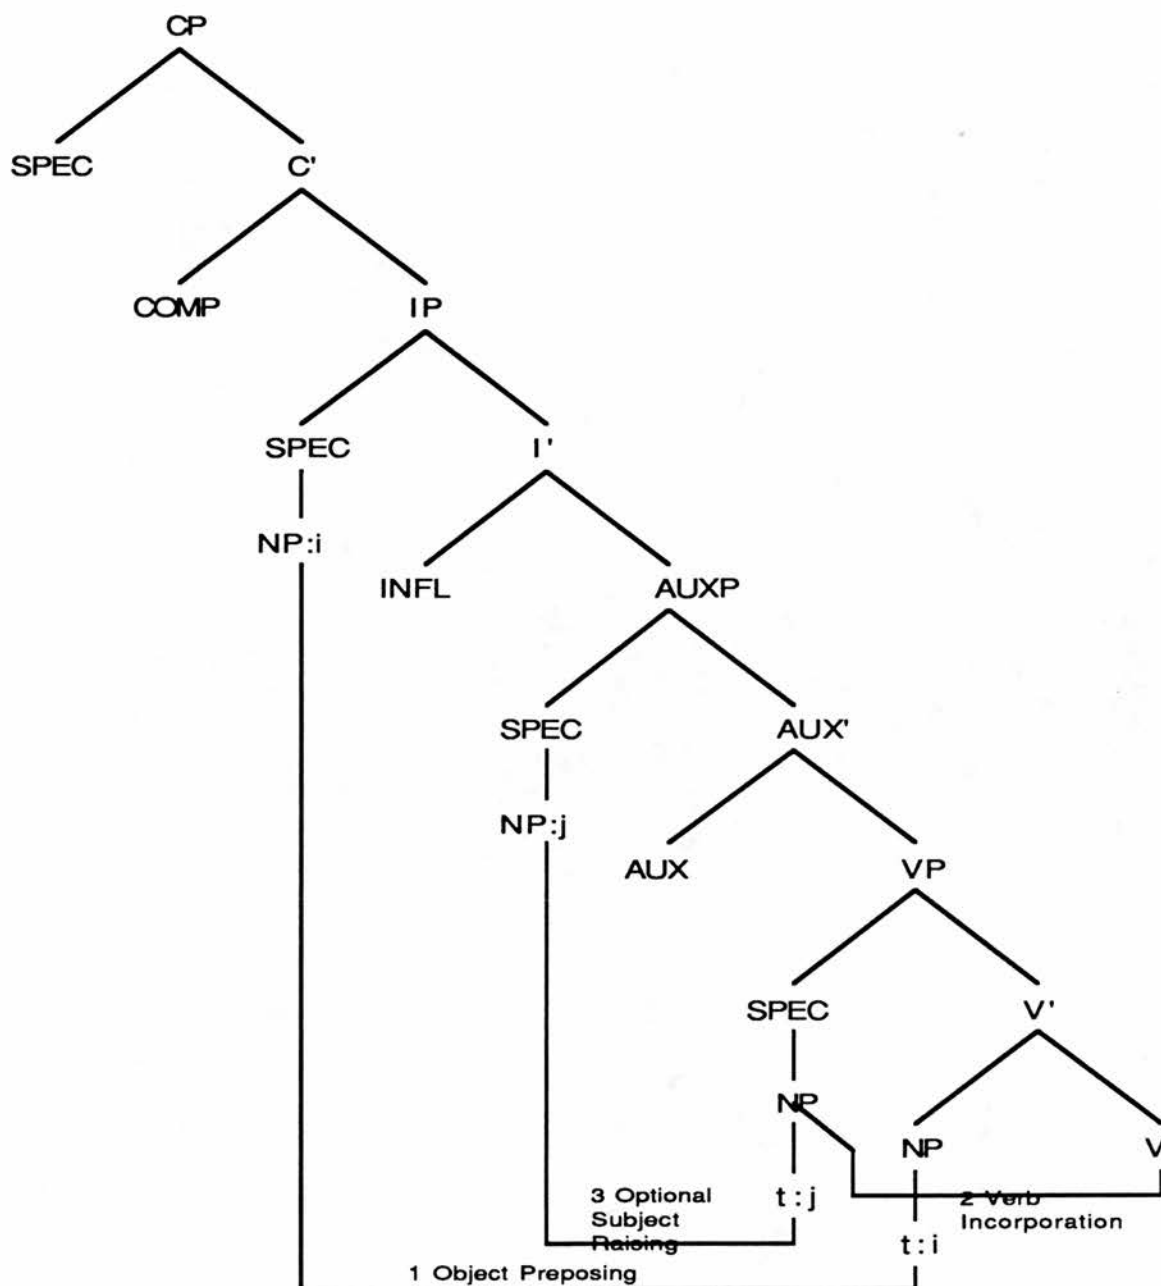 CP
SPEC C'
COMP IP
SPEC I'
NP:i
INFL AUXP
SPEC AUX'
NP:j
AUX VP
SPEC V'
NP
NP V
3 Optional t:j 2 Verb
Subject Incorporation
Raising t:i
1 Object Preposing